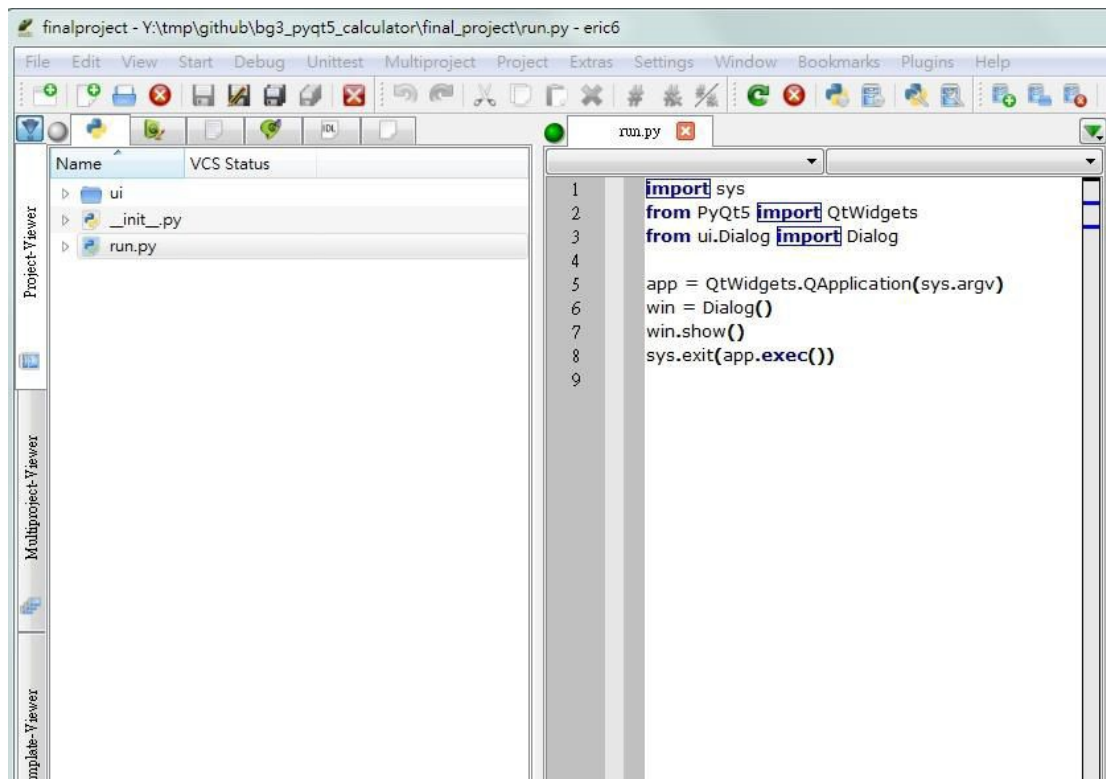 finalproject - Y:\tmp\github\bg3_pyqt5_calculator\final_project\run.py - eric6
File Edit View Start Debug Unittest Multiproject Project Extras Settings Window Bookmarks Plugins Help
IDL
run.py
Name VCS Status
ui
__init__.py
run.py
Project-Viewer
Multiproject-Viewer
mplate-Viewer
1 import sys
2 from PyQt5 import QtWidgets
3 from ui.Dialog import Dialog
4
5 app = QtWidgets.QApplication(sys.argv)
6 win = Dialog()
7 win.show()
8 sys.exit(app.exec())
9